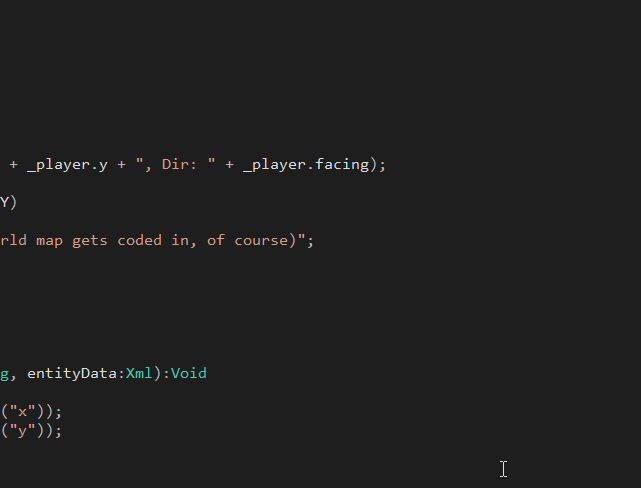 + _player.y + ", Dir: " + _player.facing);
Y)
rld map gets coded in, of course)";
g, entityData:Xml):Void
("x"));
("y"));